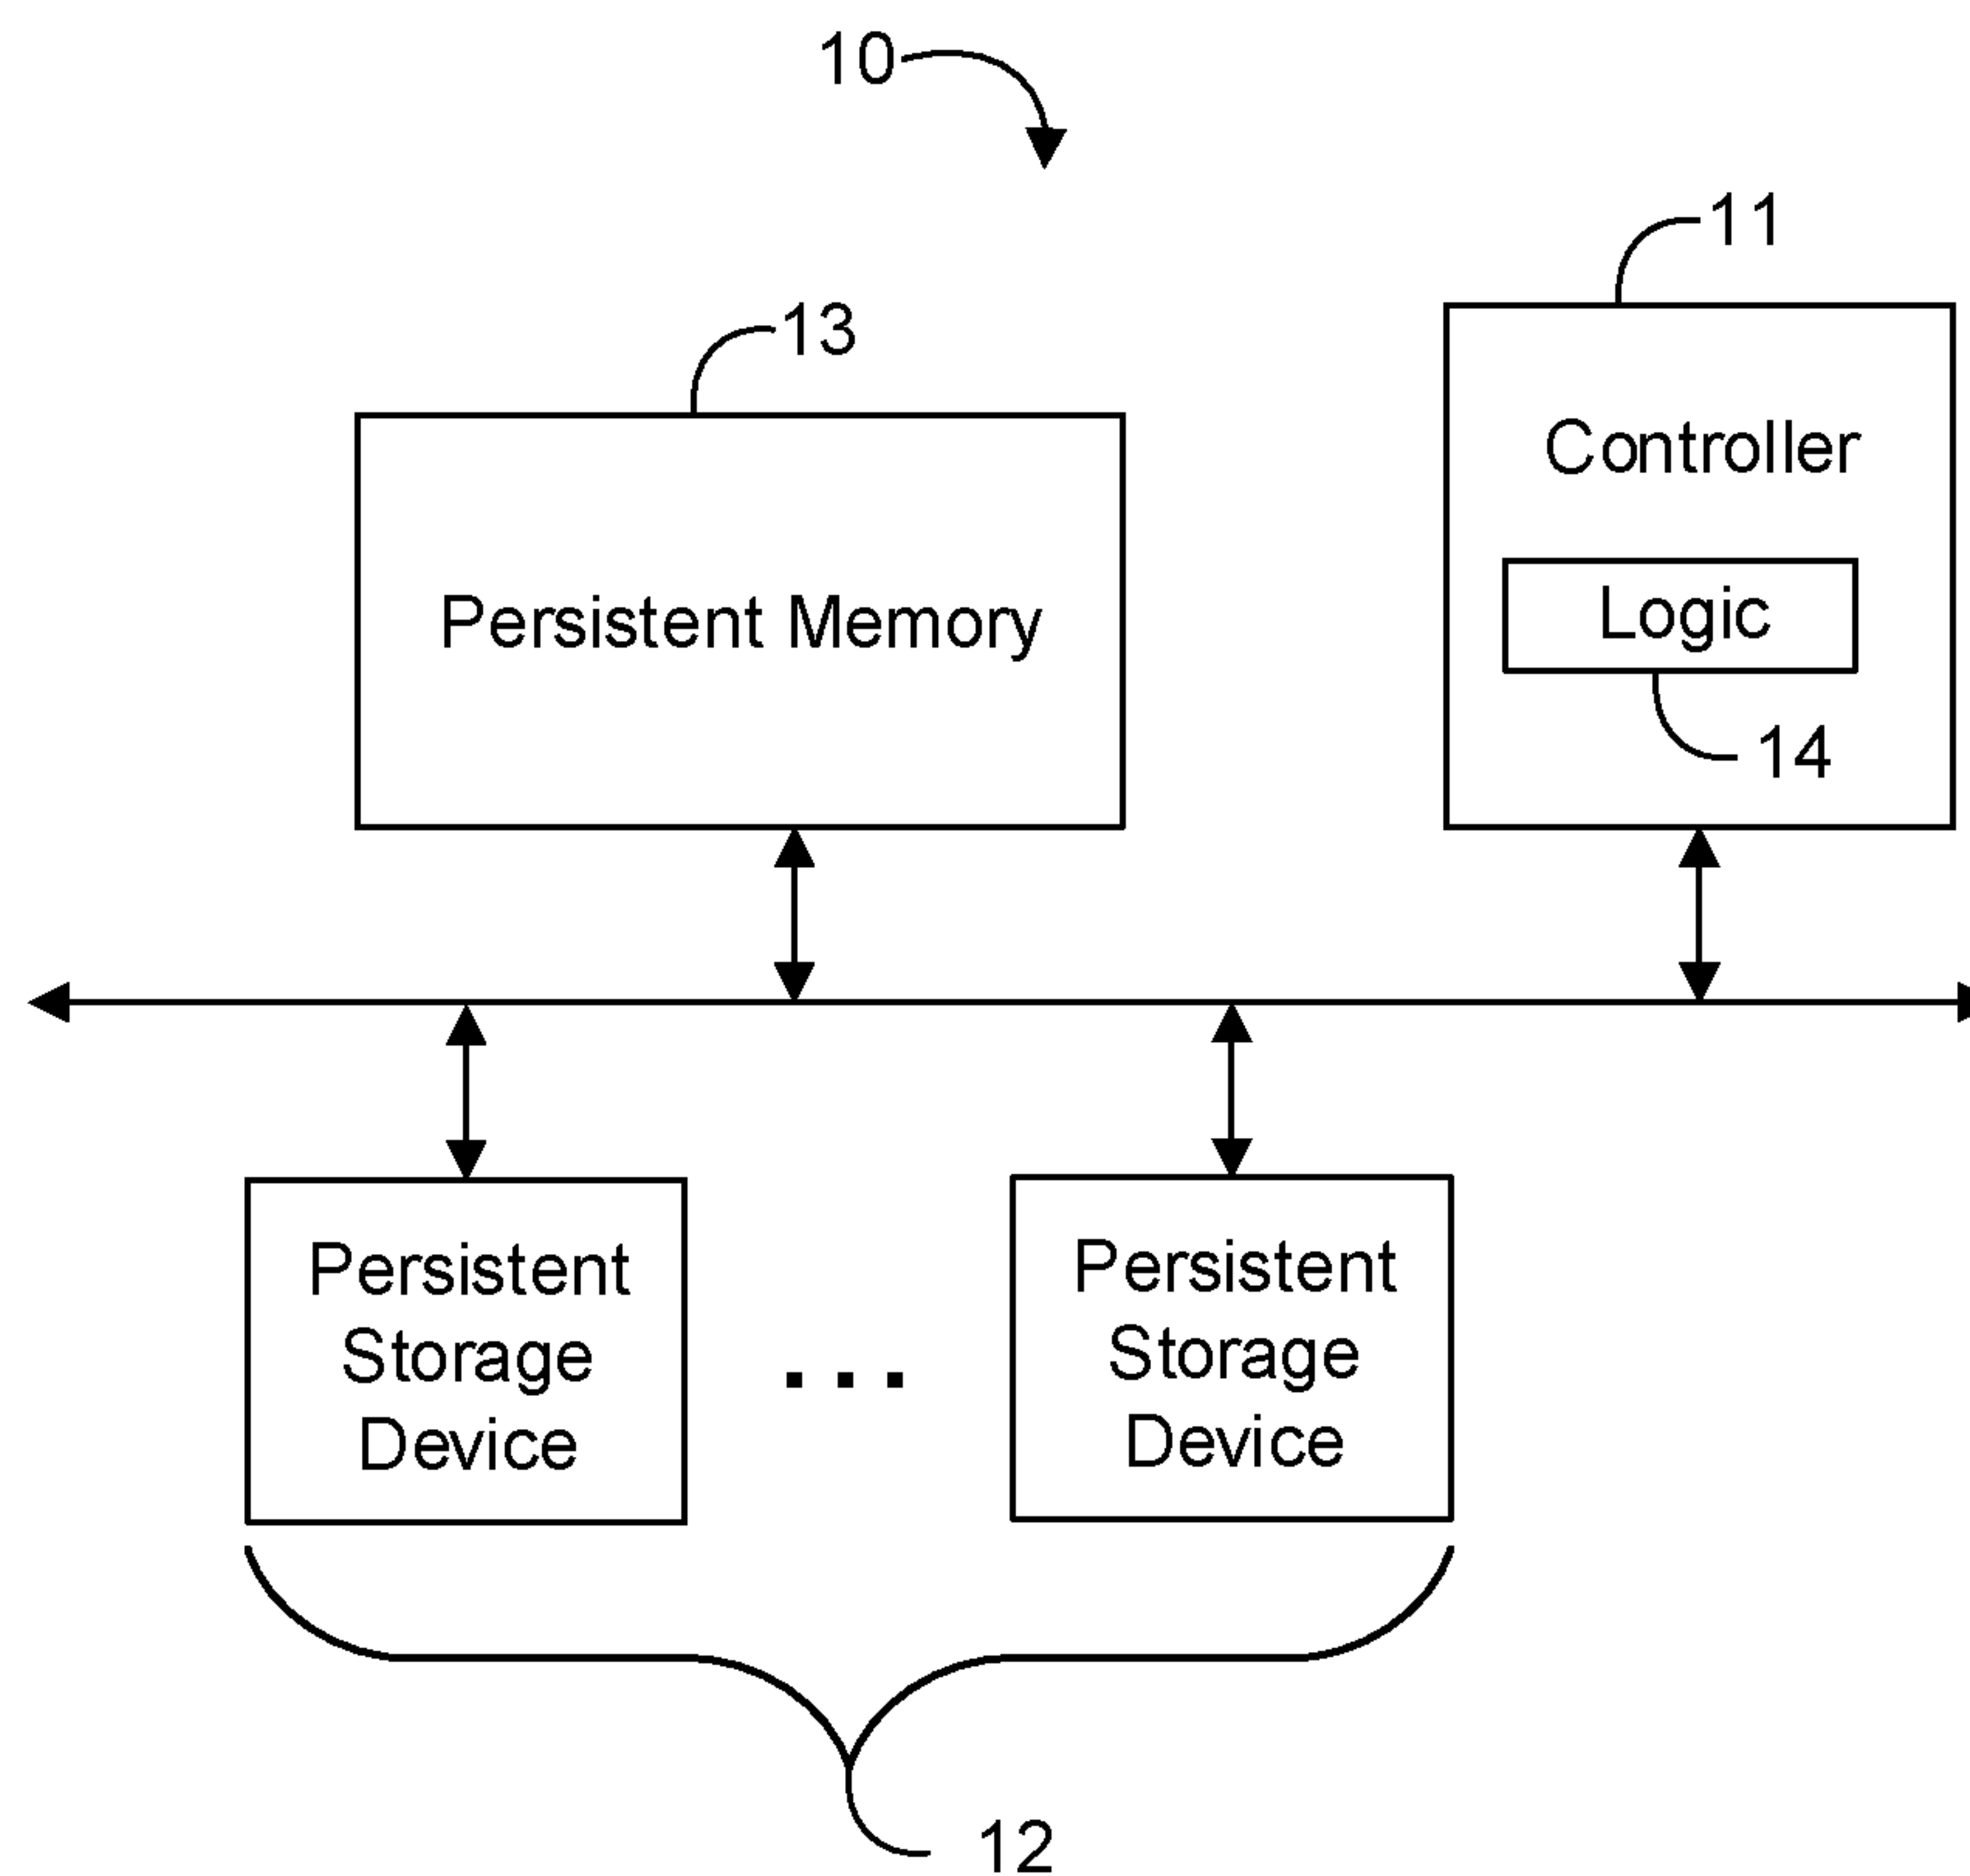 10
11
13
Controller
Persistent Memory
Logic
14
Persistent
Storage
Device
...
Persistent
Storage
Device
12